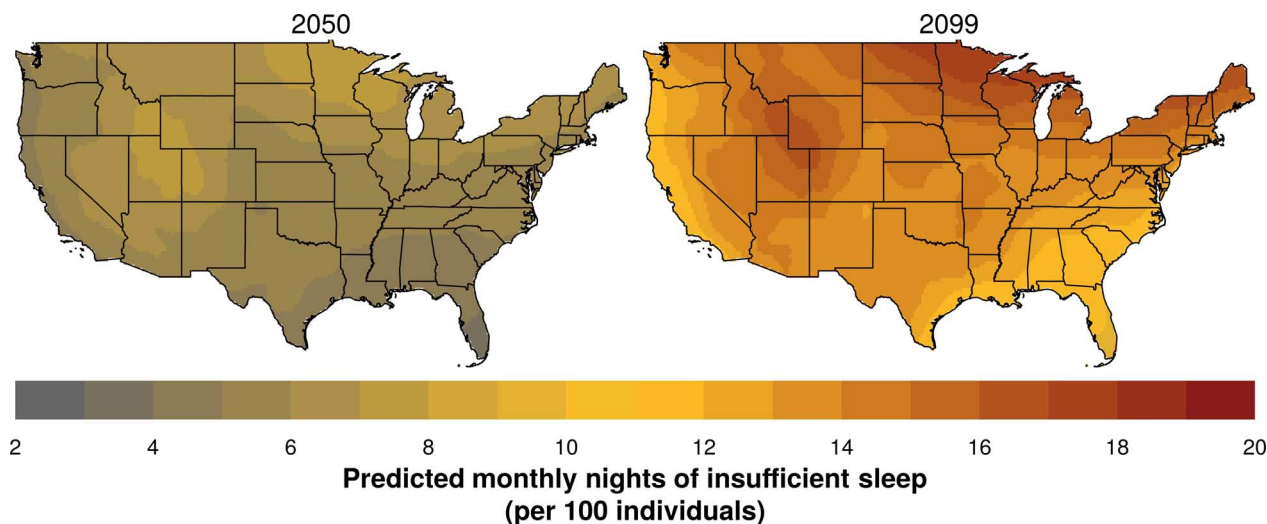 2050 2099
2 4 6 8 10 12 14 16 18 20
Predicted monthly nights of insufficient sleep
(per 100 individuals)